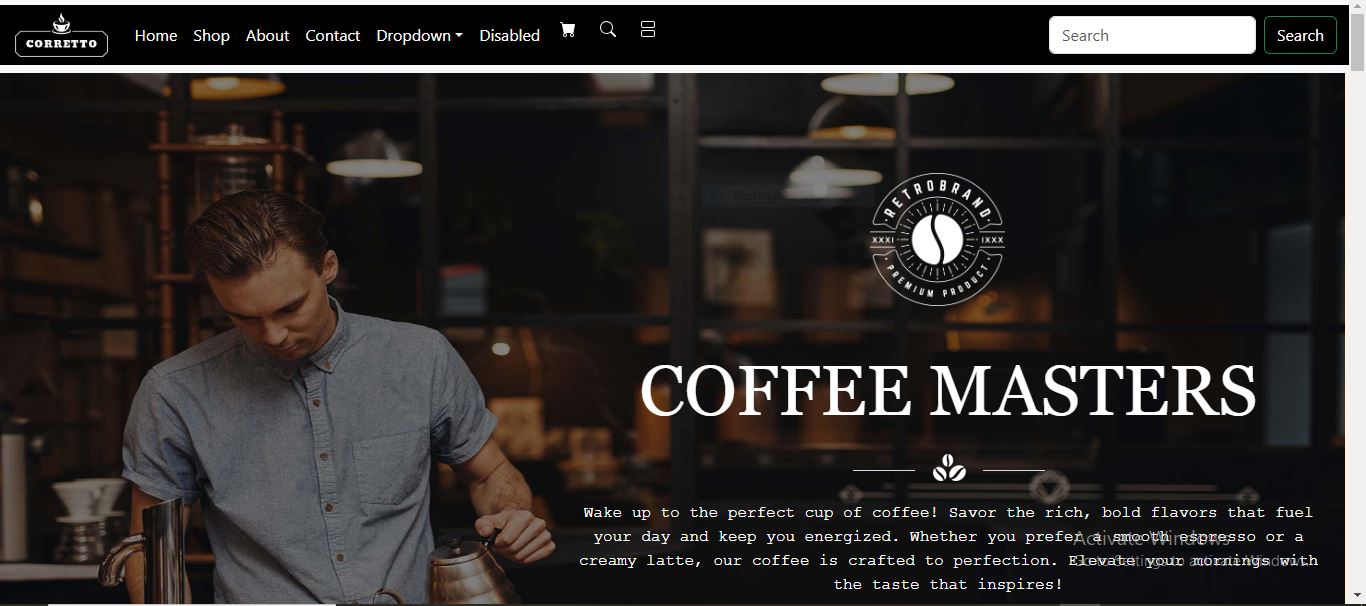 CORRETTO
Home Shop About Contact Dropdown Disabled Search Search
Rectangular
RETROBRAND
XXXI IXXX
PREMIUM PRODUCT
COFFEE MASTERS
Wake up to the perfect cup of coffee! Savor the rich, bold flavors that fuel
your day and keep you energized. Whether you prefer a smooth espresso or a
creamy latte, our coffee is crafted to perfection. Elevate your mornings with
the taste that inspires!
Activate Windows
Go to Settings to activate Windows.